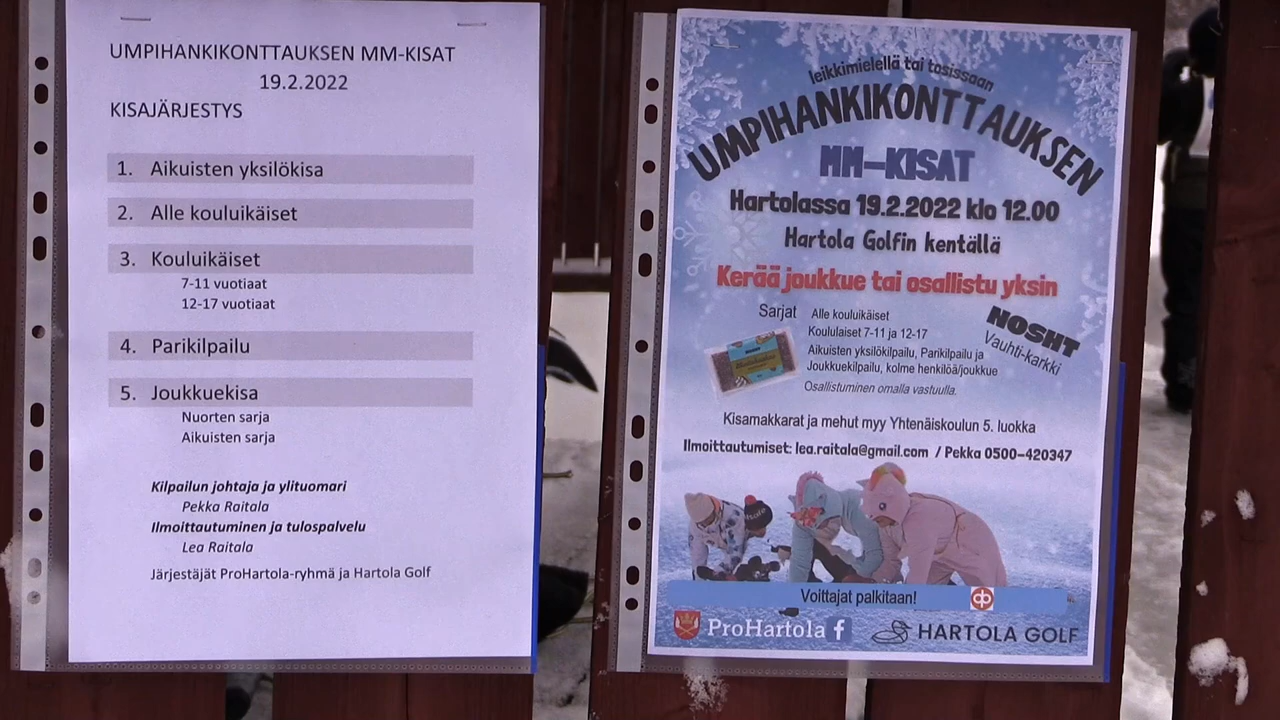 UMPIHANKIKONTTAUKSEN MM-KISAT
19.2.2022
KISAJÄRJESTYS
1. Aikuisten yksilökisa
2. Alle kouluikäiset
3. Kouluikäiset
7-11 vuotiaat
12-17 vuotiaat
4. Parikilpailu
5. Joukkuekisa
Nuorten sarja
Aikuisten sarja
Kilpailun johtaja ja ylituomari
Pekka Raitala
Ilmoittautuminen ja tulospalvelu
Lea Raitala
Järjestäjät ProHartola-ryhmä ja Hartola Golf
leikkimielellä tai tosissaan
UMPIHANKIKONTTAUKSEN
MM-KISAT
Hartolassa 19.2.2022 klo 12.00
Hartola Golfin kentällä
Kerää joukkue tai osallistu yksin
Sarjat
Alle kouluikäiset
Koululaiset 7-11 ja 12-17
Aikuisten yksilökilpailu, Parikilpailu ja
Joukkuekilpailu, kolme henkilöä/joukkue
Osallistuminen omalla vastuulla.
NOSHT
Vauhti-karkki
Kisamakkarat ja mehut myy Yhtenäiskoulun 5. luokka
Ilmoittautumiset: lea.raitala@gmail.com / Pekka 0500-420347
Voittajat palkitaan!
ProHartola f
HARTOLA GOLF